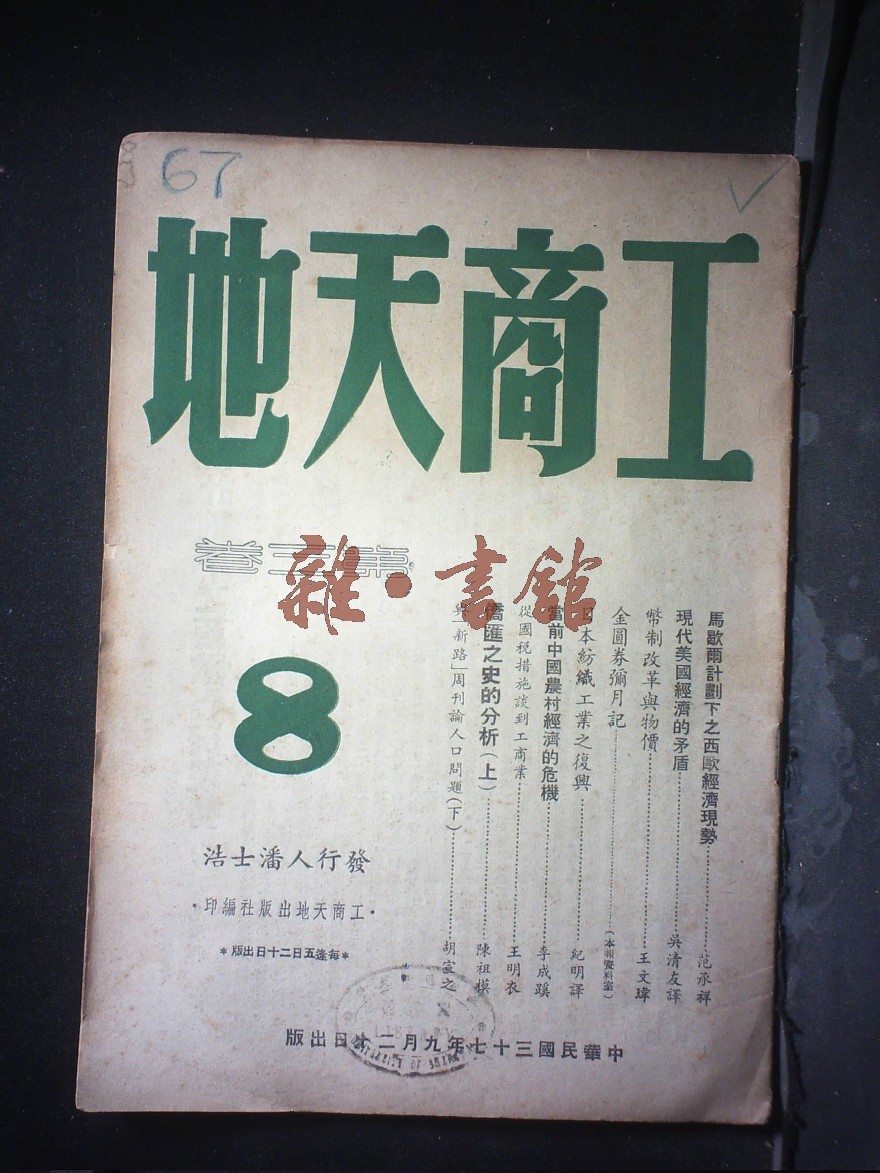 67
工商天地
第三卷
雜·書館
8
馬歇爾計劃下之西歐經濟現勢……范承祥
現代美國經濟的矛盾……吳清友譯
幣制改革與物價……王文瑋
金圓券彌月記……(本報資料室)
日本紡織工業之復興……紀明譯
當前中國農村經濟的危機……李成蹊
從國稅措施談到工商業……王明衣
僑匯之史的分析(上)……陳祖模
與「新路」周刊論人口問題(下)……胡宣之
發行人潘士浩
·工商天地出版社編印·
*每逢五日二十日出版*
LIBRARY
中華民國三十七年九月二十日出版